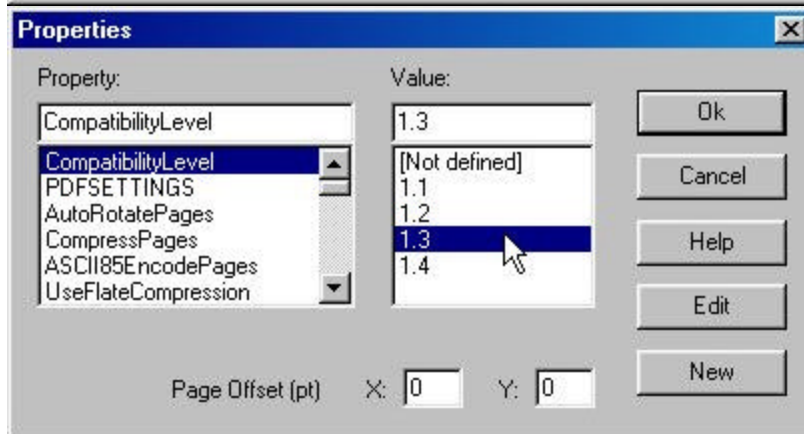 Properties
Property:
Value:
CompatibilityLevel
1.3
CompatibilityLevel
PDFSETTINGS
AutoRotatePages
CompressPages
ASCII85EncodePages
UseFlateCompression
[Not defined]
1.1
1.2
1.3
1.4
Ok
Cancel
Help
Edit
New
Page Offset (pt) X: 0 Y: 0